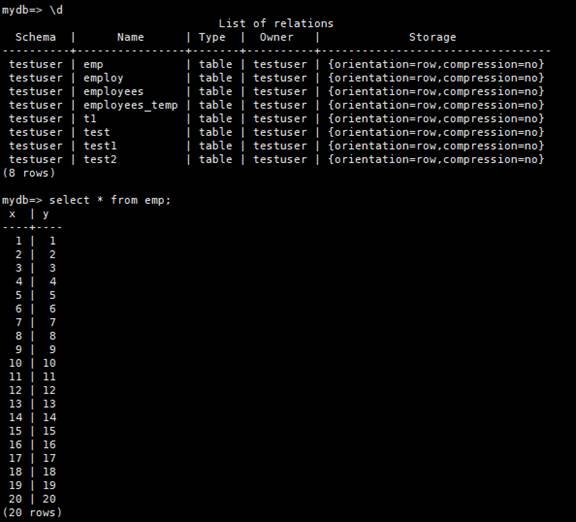 mydb=> \d
                                List of relations
  Schema  |      Name      | Type  |  Owner   |             Storage
----------+----------------+-------+----------+----------------------------------
 testuser | emp            | table | testuser | {orientation=row,compression=no}
 testuser | employ         | table | testuser | {orientation=row,compression=no}
 testuser | employees      | table | testuser | {orientation=row,compression=no}
 testuser | employees_temp | table | testuser | {orientation=row,compression=no}
 testuser | t1             | table | testuser | {orientation=row,compression=no}
 testuser | test           | table | testuser | {orientation=row,compression=no}
 testuser | test1          | table | testuser | {orientation=row,compression=no}
 testuser | test2          | table | testuser | {orientation=row,compression=no}
(8 rows)

mydb=> select * from emp;
 x  | y
----+----
  1 |  1
  2 |  2
  3 |  3
  4 |  4
  5 |  5
  6 |  6
  7 |  7
  8 |  8
  9 |  9
 10 | 10
 11 | 11
 12 | 12
 13 | 13
 14 | 14
 15 | 15
 16 | 16
 17 | 17
 18 | 18
 19 | 19
 20 | 20
(20 rows)